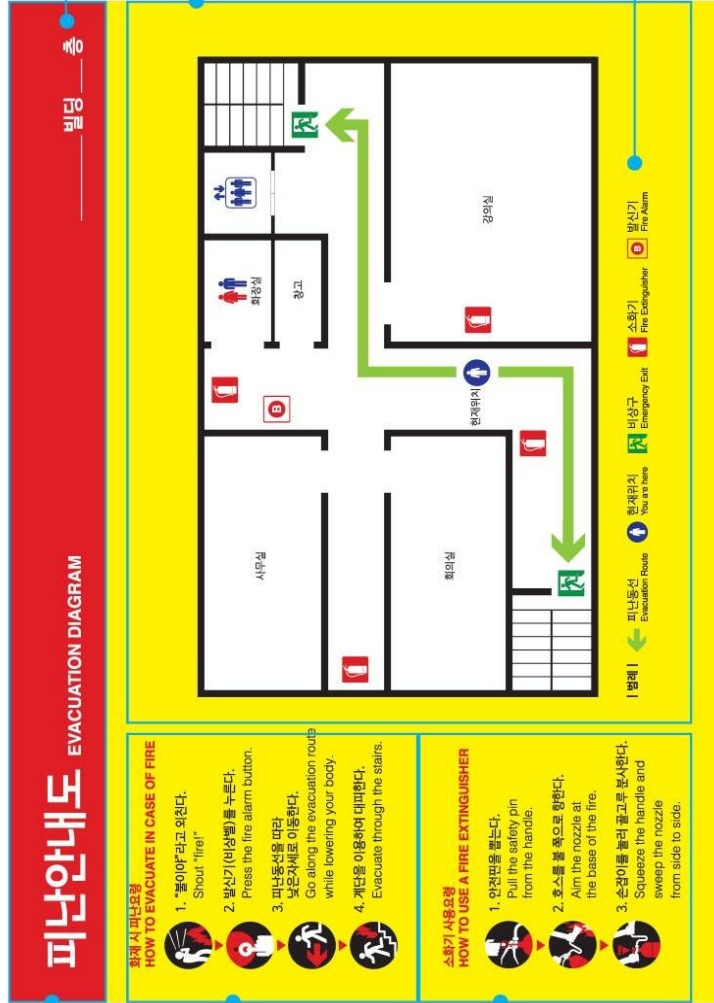 피난안내도 EVACUATION DIAGRAM
빌딩 층
화재 시 피난요령
HOW TO EVACUATE IN CASE OF FIRE
1. "불이야"라고 외친다.
Shout "fire!"
2. 발신기(비상벨)를 누른다.
Press the fire alarm button.
3. 피난동선을 따라
낮은자세로 이동한다.
Go along the evacuation route
while lowering your body.
4. 계단을 이용하여 대피한다.
Evacuate through the stairs.
소화기 사용요령
HOW TO USE A FIRE EXTINGUISHER
1. 안전핀을 뽑는다.
Pull the safety pin
from the handle.
2. 호스를 불 쪽으로 향한다.
Aim the nozzle at
the base of the fire.
3. 손잡이를 눌러 골고루 분사한다.
Squeeze the handle and
sweep the nozzle
from side to side.
사무실
B
화장실
창고
회의실
현재위치
강의실
| 범례 |
피난동선
Evacuation Route
현재위치
You are here
비상구
Emergency Exit
소화기
Fire Extinguisher
B
발신기
Fire Alarm